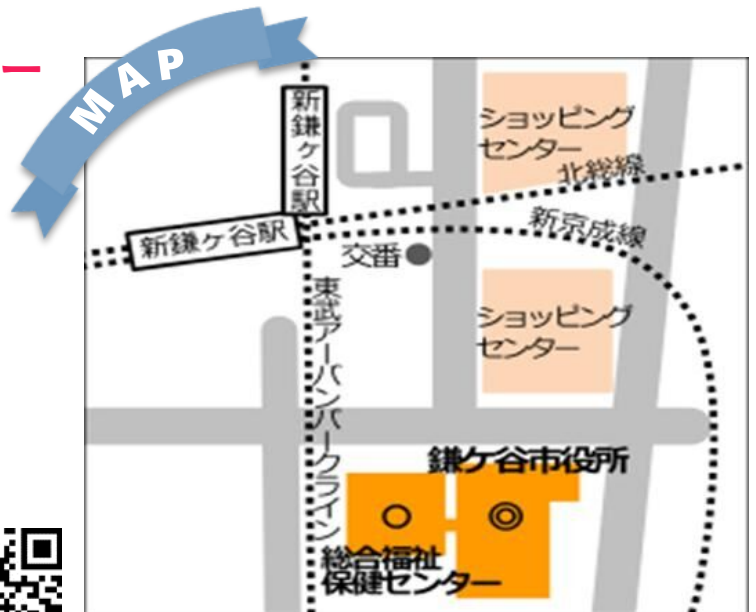 ー
MAP
新鎌ヶ谷駅
ショッピング
センター
北総線
新鎌ヶ谷駅
新京成線
交番
東武アーバンパークライン
ショッピング
センター
鎌ケ谷市役所
総合福祉
保健センター